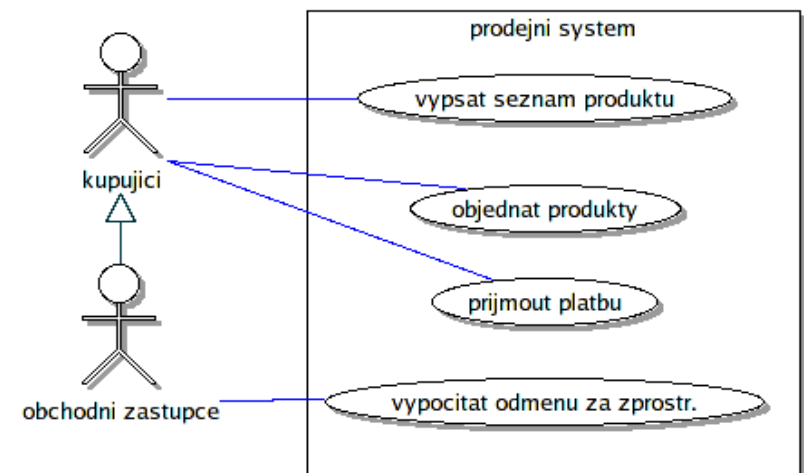 prodejni system
vypsat seznam produktu
kupujici
objednat produkty
prijmout platbu
obchodni zastupce
vypocitat odmenu za zprostr.